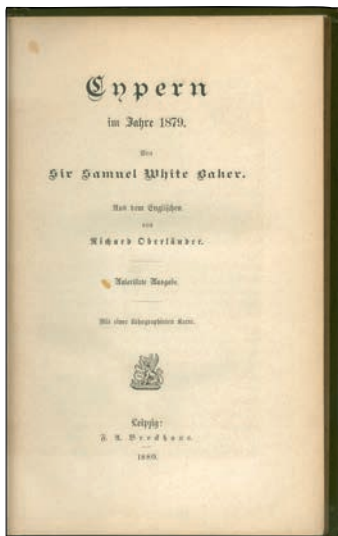 Cypern
im Jahre 1879.
Von
Sir Samuel White Baker.
Aus dem Englischen
von
Richard Oberländer.
Autorisirte Ausgabe.
Mit einer lithographirten Karte.
Leipzig:
F. A. Brockhaus.
1880.